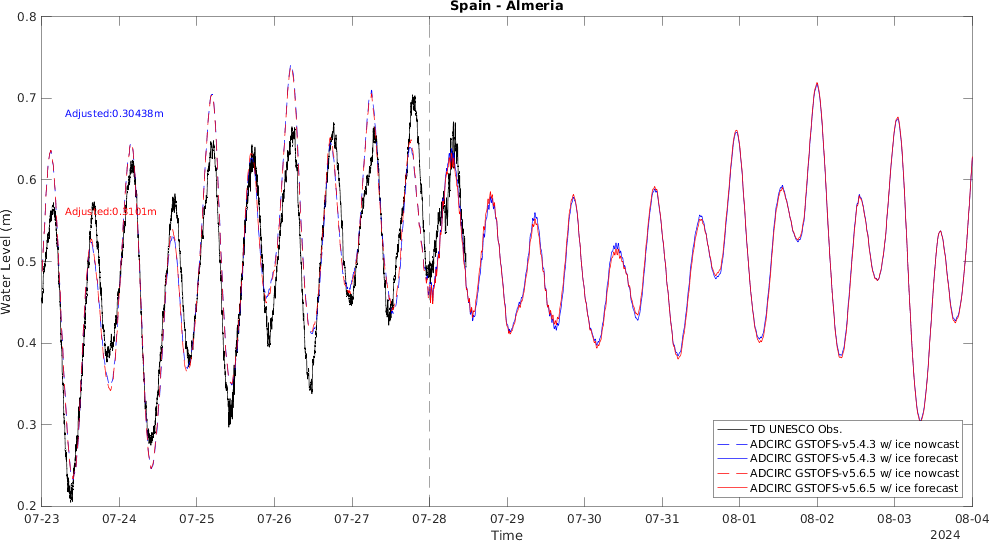 Spain - Almeria
0.8
0.7
0.6
0.5
0.4
0.3
0.2
Water Level (m)
Adjusted:0.30438m
Adjusted:0.3101m
TD UNESCO Obs.
ADCIRC GSTOFS-v5.4.3 w/ ice nowcast
ADCIRC GSTOFS-v5.4.3 w/ ice forecast
ADCIRC GSTOFS-v5.6.5 w/ ice nowcast
ADCIRC GSTOFS-v5.6.5 w/ ice forecast
07-23 07-24 07-25 07-26 07-27 07-28 07-29 07-30 07-31 08-01 08-02 08-03 08-04
Time
2024